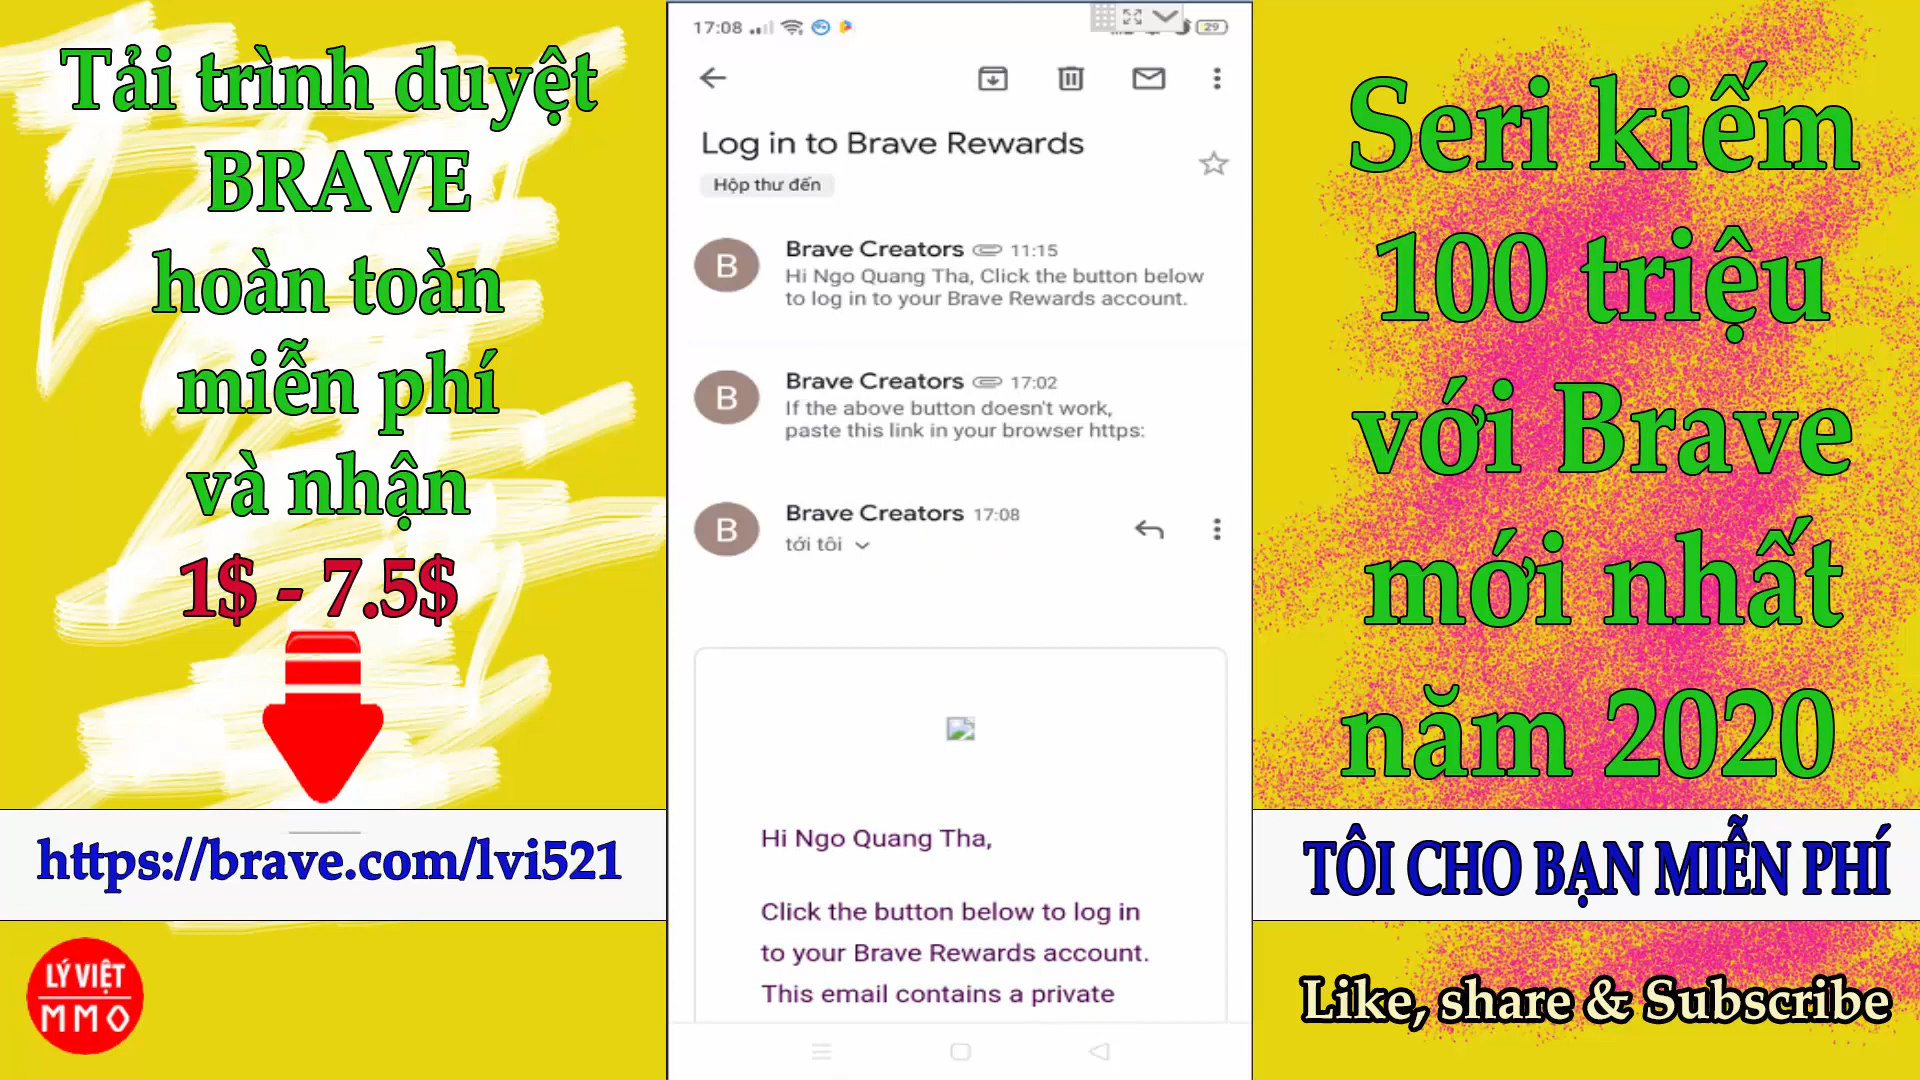 Tải trình duyệt
BRAVE
hoàn toàn
miễn phí
và nhận
1$ - 7.5$
https://brave.com/lvi521
LÝ VIỆT
MMO
17:08
29
Log in to Brave Rewards
Hộp thư đến
B
Brave Creators 11:15
Hi Ngo Quang Tha, Click the button below
to log in to your Brave Rewards account.
B
Brave Creators 17:02
If the above button doesn't work,
paste this link in your browser https:
B
Brave Creators 17:08
tới tôi
Hi Ngo Quang Tha,
Click the button below to log in
to your Brave Rewards account.
This email contains a private
Seri kiếm
100 triệu
với Brave
mới nhất
năm 2020
TÔI CHO BẠN MIỄN PHÍ
Like, share & Subscribe